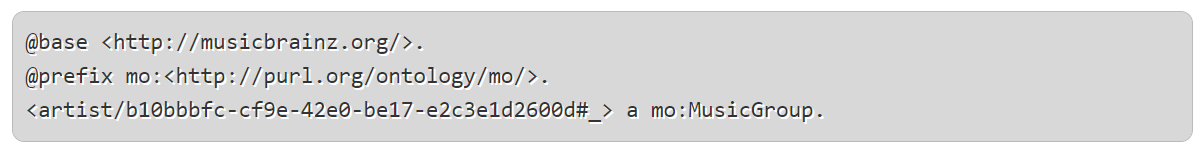 @base <http://musicbrainz.org/>.
@prefix mo:<http://purl.org/ontology/mo/>.
<artist/b10bbbfc-cf9e-42e0-be17-e2c3e1d2600d#_> a mo:MusicGroup.